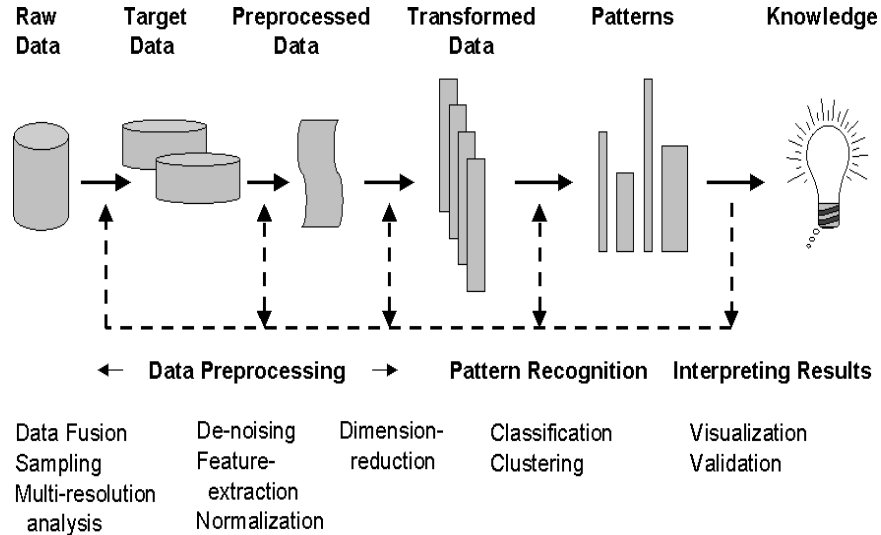 Raw Data
Target Data
Preprocessed Data
Transformed Data
Patterns
Knowledge
Data Preprocessing
Pattern Recognition
Interpreting Results
Data Fusion
Sampling
Multi-resolution
analysis
De-noising
Feature-
extraction
Normalization
Dimension-
reduction
Classification
Clustering
Visualization
Validation